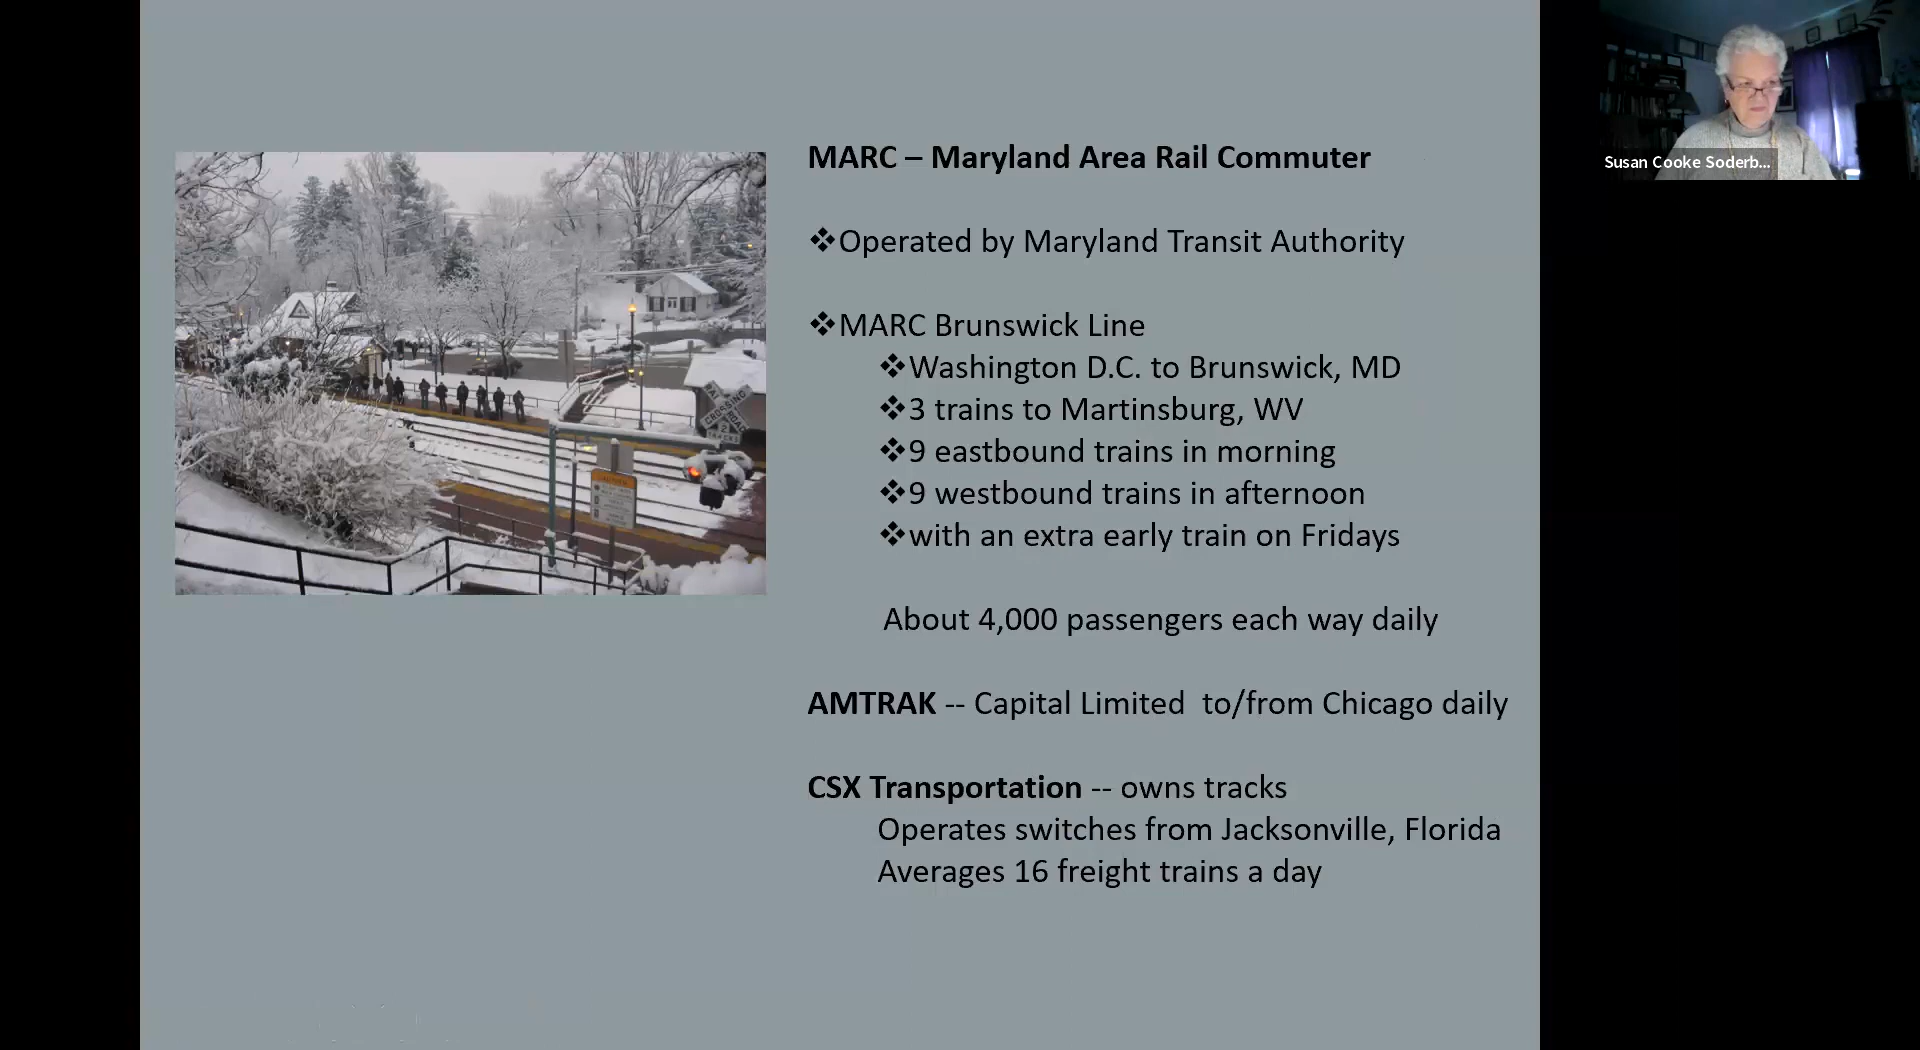 MARC – Maryland Area Rail Commuter
❖Operated by Maryland Transit Authority
❖MARC Brunswick Line
❖Washington D.C. to Brunswick, MD
❖3 trains to Martinsburg, WV
❖9 eastbound trains in morning
❖9 westbound trains in afternoon
❖with an extra early train on Fridays
About 4,000 passengers each way daily
AMTRAK -- Capital Limited  to/from Chicago daily
CSX Transportation -- owns tracks
Operates switches from Jacksonville, Florida
Averages 16 freight trains a day
Susan Cooke Soderb...
CROSSING
2